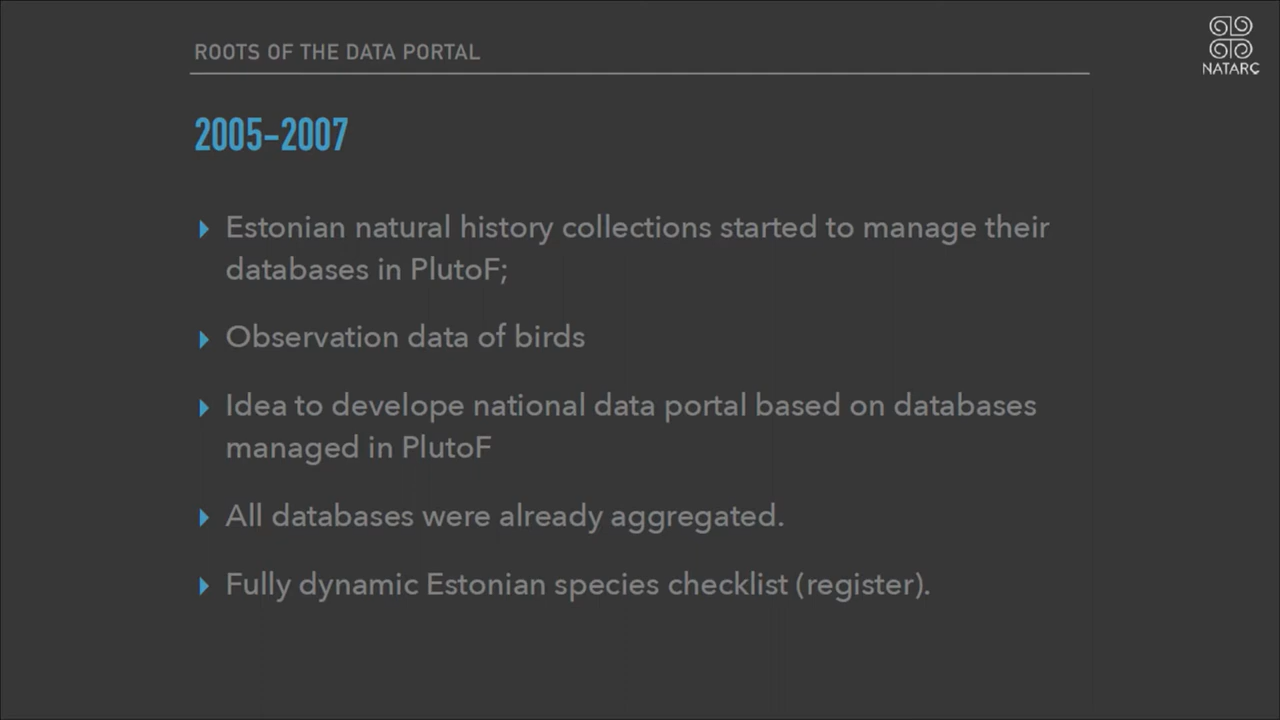 ROOTS OF THE DATA PORTAL
NATARC
2005-2007
Estonian natural history collections started to manage their
databases in PlutoF;
Observation data of birds
Idea to develope national data portal based on databases
managed in PlutoF
All databases were already aggregated.
Fully dynamic Estonian species checklist (register).